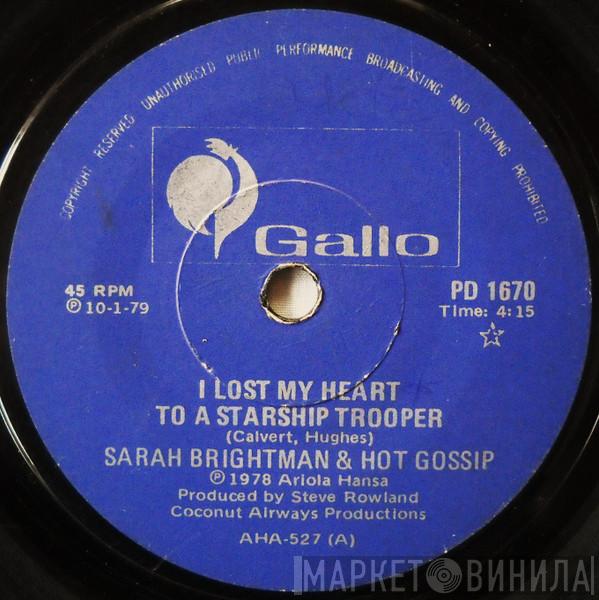 COPYRIGHT RESERVED UNAUTHORISED PUBLIC PERFORMANCE BROADCASTING AND COPYING PROHIBITED
Gallo
45 RPM
℗ 10-1-79
PD 1670
Time: 4:15
I LOST MY HEART
TO A STARSHIP TROOPER
(Calvert, Hughes)
SARAH BRIGHTMAN & HOT GOSSIP
℗ 1978 Ariola Hansa
Produced by Steve Rowland
Coconut Airways Productions
AHA-527 (A)
МАРКЕТ ВИНИЛА